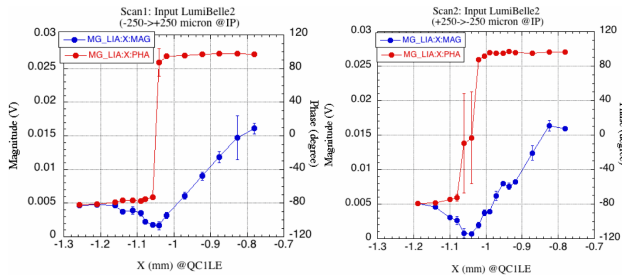 Scan1: Input LumiBelle2
(-250->+250 micron @IP)
MG_LIA:X:MAG
MG_LIA:X:PHA
Magnitude (V)
0.03
0.025
0.02
0.015
0.01
0.005
0
Phase (degree)
120
80
40
0
-40
-80
-120
-1.3 -1.2 -1.1 -1 -0.9 -0.8 -0.7
X (mm) @QC1LE
Scan2: Input LumiBelle2
(+250->-250 micron @IP)
MG_LIA:X:MAG
MG_LIA:X:PHA
Magnitude (V)
0.03
0.025
0.02
0.015
0.01
0.005
0
120
80
40
0
-40
-80
-120
-1.3 -1.2 -1.1 -1 -0.9 -0.8 -0.7
X (mm) @QC1LE